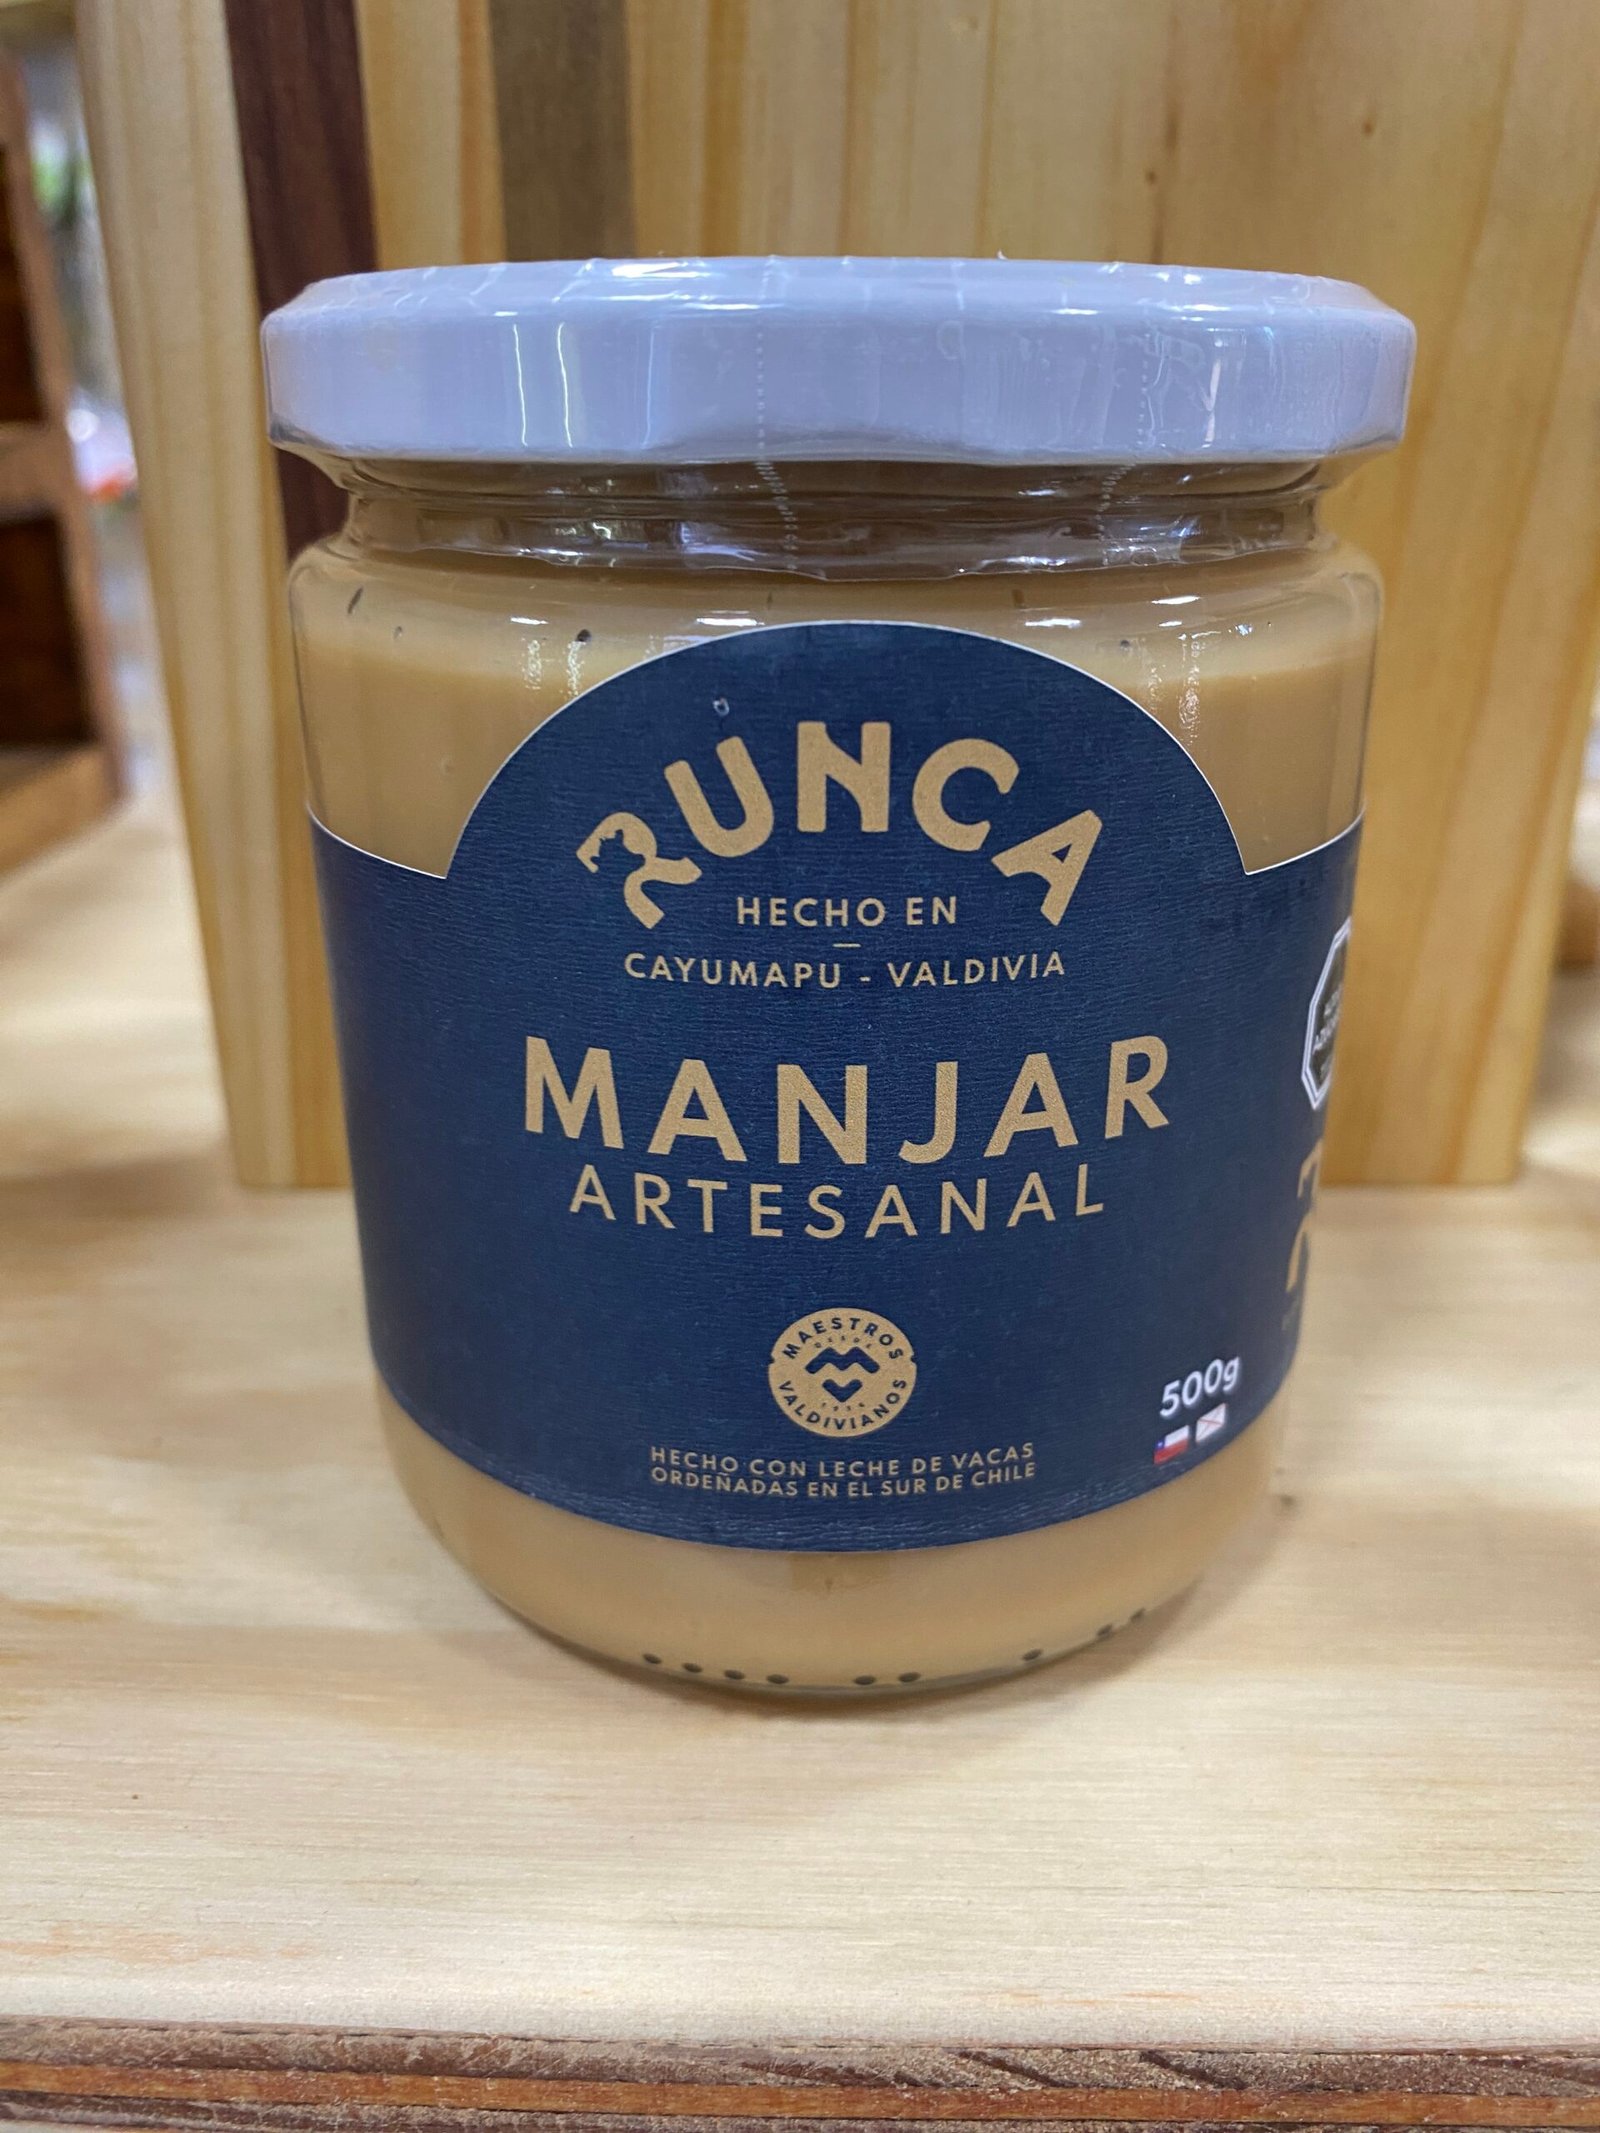 RUNCA
HECHO EN
CAYUMAPU - VALDIVIA
MANJAR
ARTESANAL
MAESTROS
DESDE
VALDIVIANOS
500g
HECHO CON LECHE DE VACAS
ORDEÑADAS EN EL SUR DE CHILE